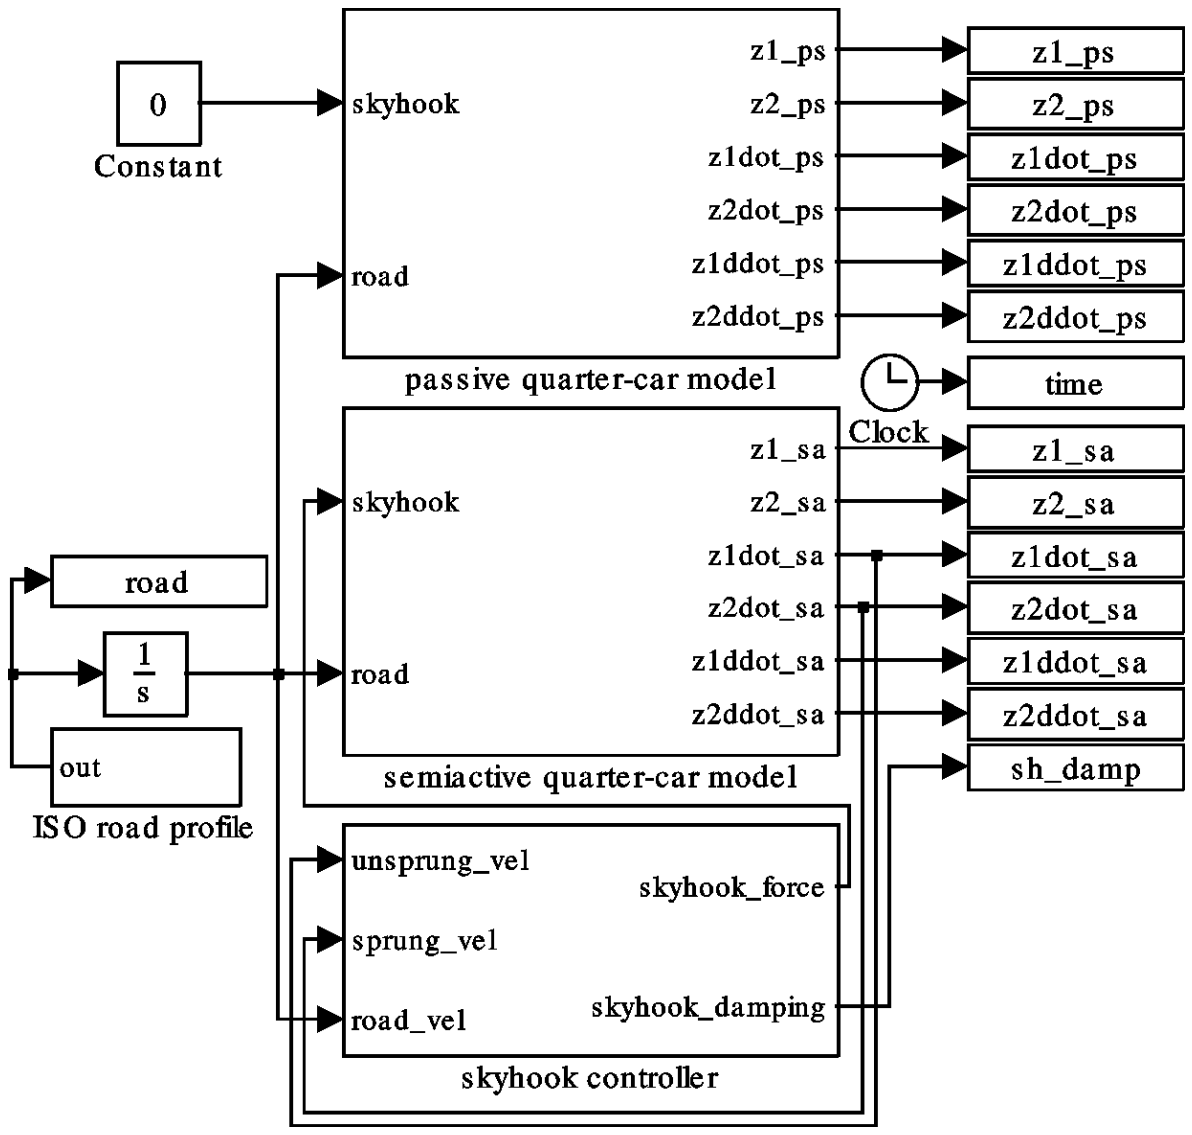 z1_ps
z1_ps
0
skyhook
z2_ps
z2_ps
Constant
z1dot_ps
z1dot_ps
z2dot_ps
z2dot_ps
road
z1ddot_ps
z1ddot_ps
z2ddot_ps
z2ddot_ps
passive quarter-car model
time
Clock
z1_sa
z1_sa
skyhook
z2_sa
z2_sa
z1dot_sa
z1dot_sa
road
z2dot_sa
z2dot_sa
1
s
road
z1ddot_sa
z1ddot_sa
z2ddot_sa
z2ddot_sa
out
semiactive quarter-car model
sh_damp
ISO road profile
unsprung_vel
skyhook_force
sprung_vel
skyhook_damping
road_vel
skyhook controller